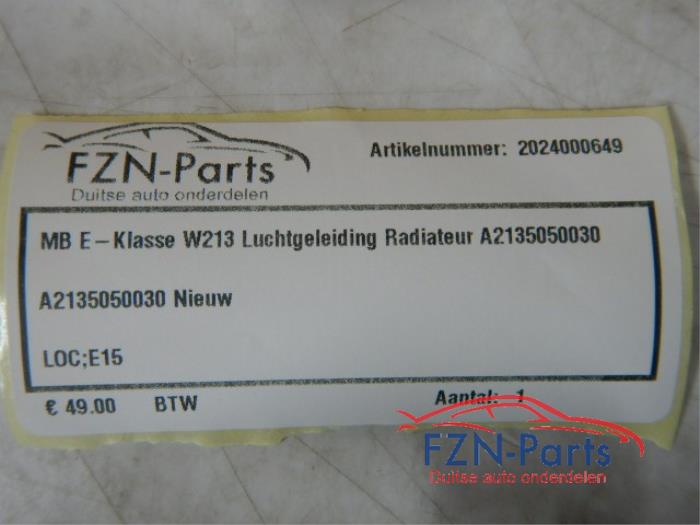 FZN-Parts
Duitse auto onderdelen
Artikelnummer: 2024000649
MB E-Klasse W213 Luchtgeleiding Radiateur A2135050030
A2135050030 Nieuw
LOC;E15
€ 49.00 BTW Aantal: 1
FZN-Parts
Duitse auto onderdelen